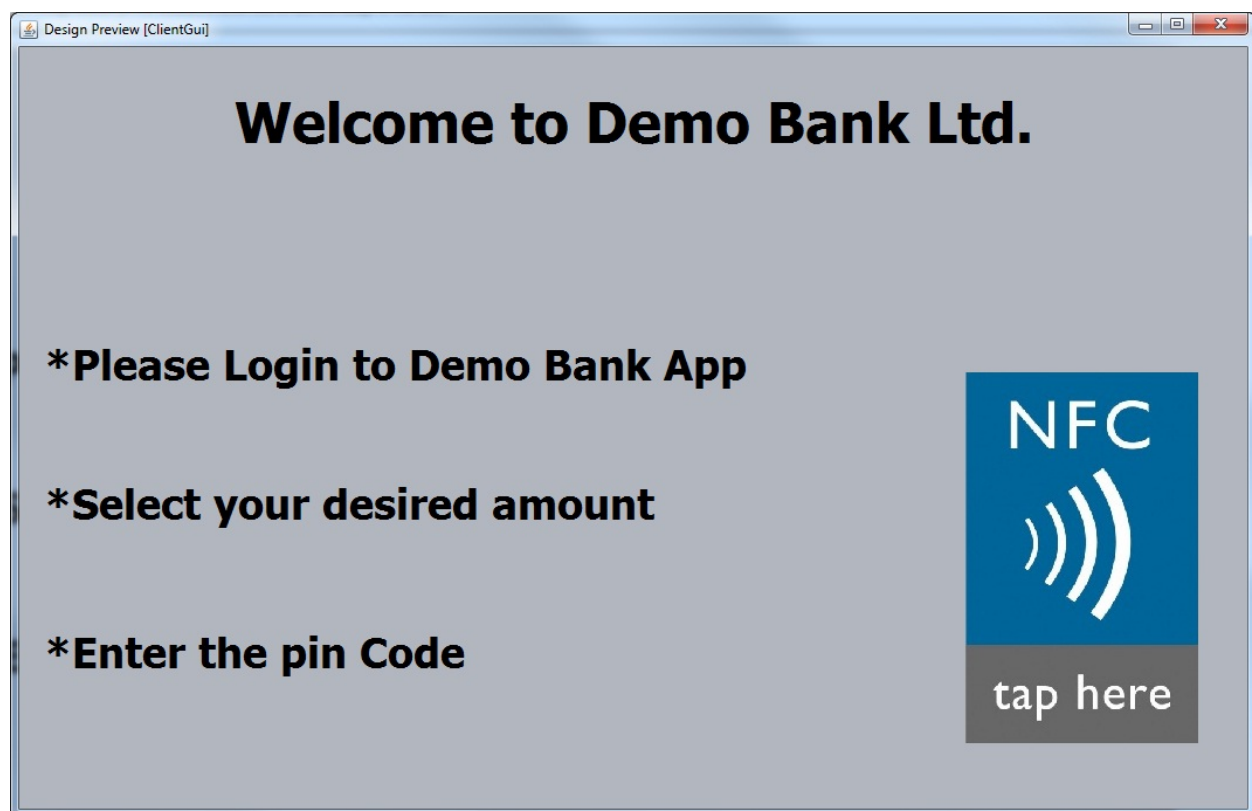 Design Preview [ClientGui]
Welcome to Demo Bank Ltd.
*Please Login to Demo Bank App
*Select your desired amount
*Enter the pin Code
NFC
tap here